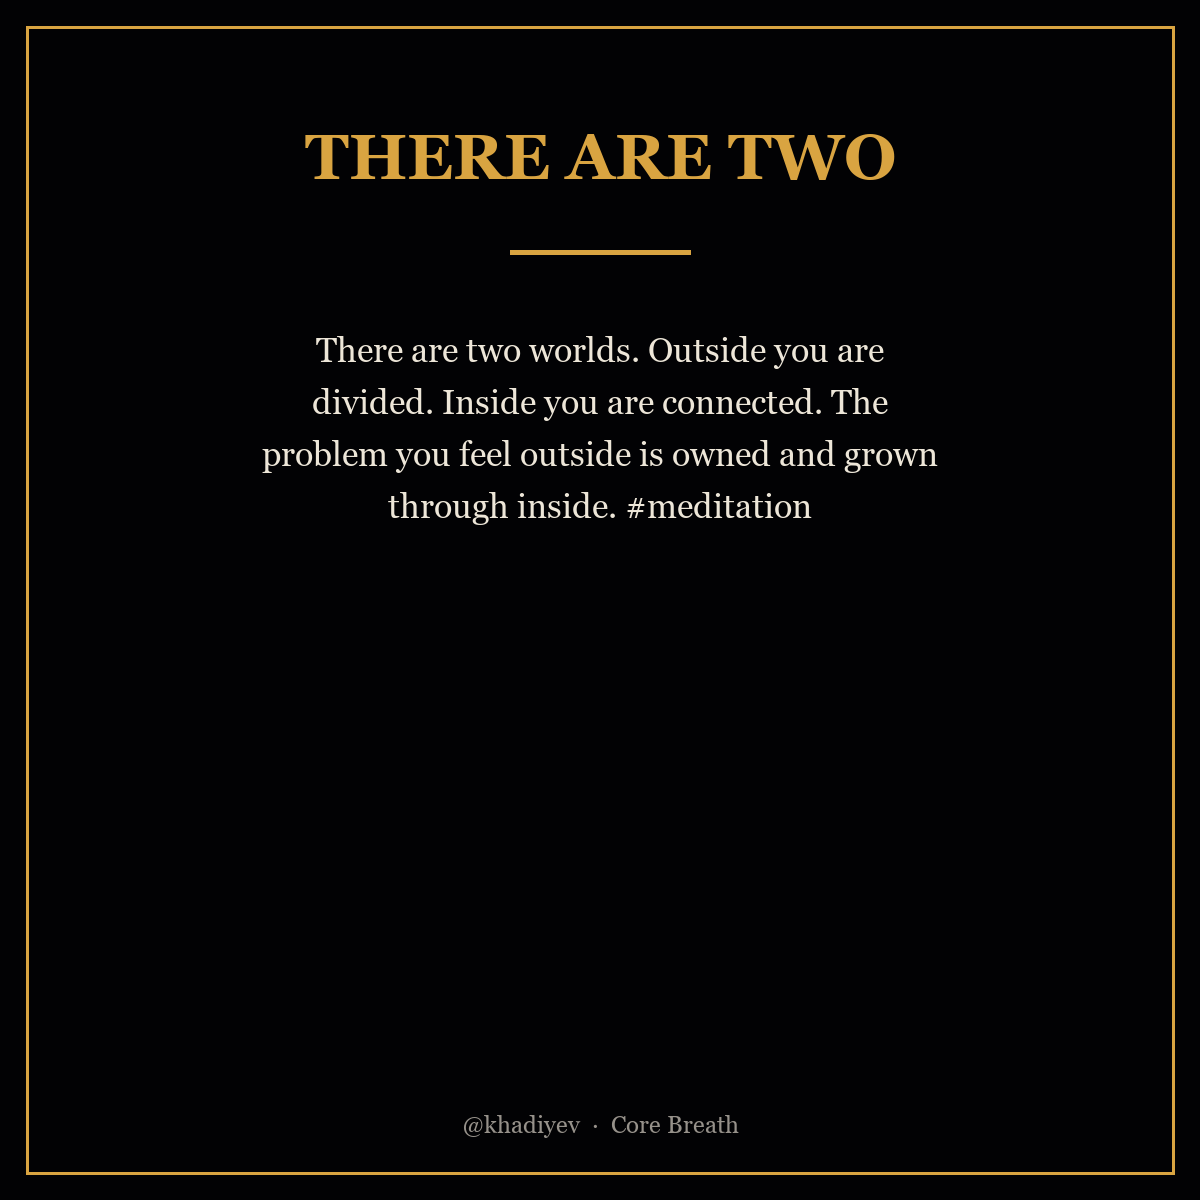 THERE ARE TWO
There are two worlds. Outside you are
divided. Inside you are connected. The
problem you feel outside is owned and grown
through inside. #meditation
@khadiyev · Core Breath